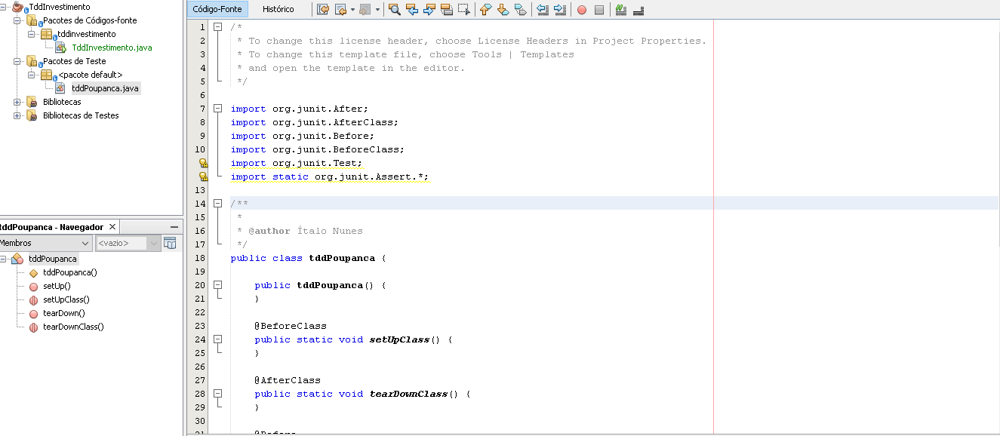 TddInvestimento
Pacotes de Códigos-fonte
tddinvestimento
TddInvestimento.java
Pacotes de Teste
<pacote default>
tddPoupanca.java
Bibliotecas
Bibliotecas de Testes
tddPoupanca - Navegador
Membros
<vazio>
tddPoupanca
tddPoupanca()
setUp()
setUpClass()
tearDown()
tearDownClass()
Código-Fonte Histórico
1 /*
2 * To change this license header, choose License Headers in Project Properties.
3 * To change this template file, choose Tools | Templates
4 * and open the template in the editor.
5 */
6
7 import org.junit.After;
8 import org.junit.AfterClass;
9 import org.junit.Before;
10 import org.junit.BeforeClass;
import org.junit.Test;
import static org.junit.Assert.*;
13
14 /**
15 *
16 * @author Ítalo Nunes
17 */
18 public class tddPoupanca {
19
20 public tddPoupanca() {
21 }
22
23 @BeforeClass
24 public static void setUpClass() {
25 }
26
27 @AfterClass
28 public static void tearDownClass() {
29 }
30
31 @Before